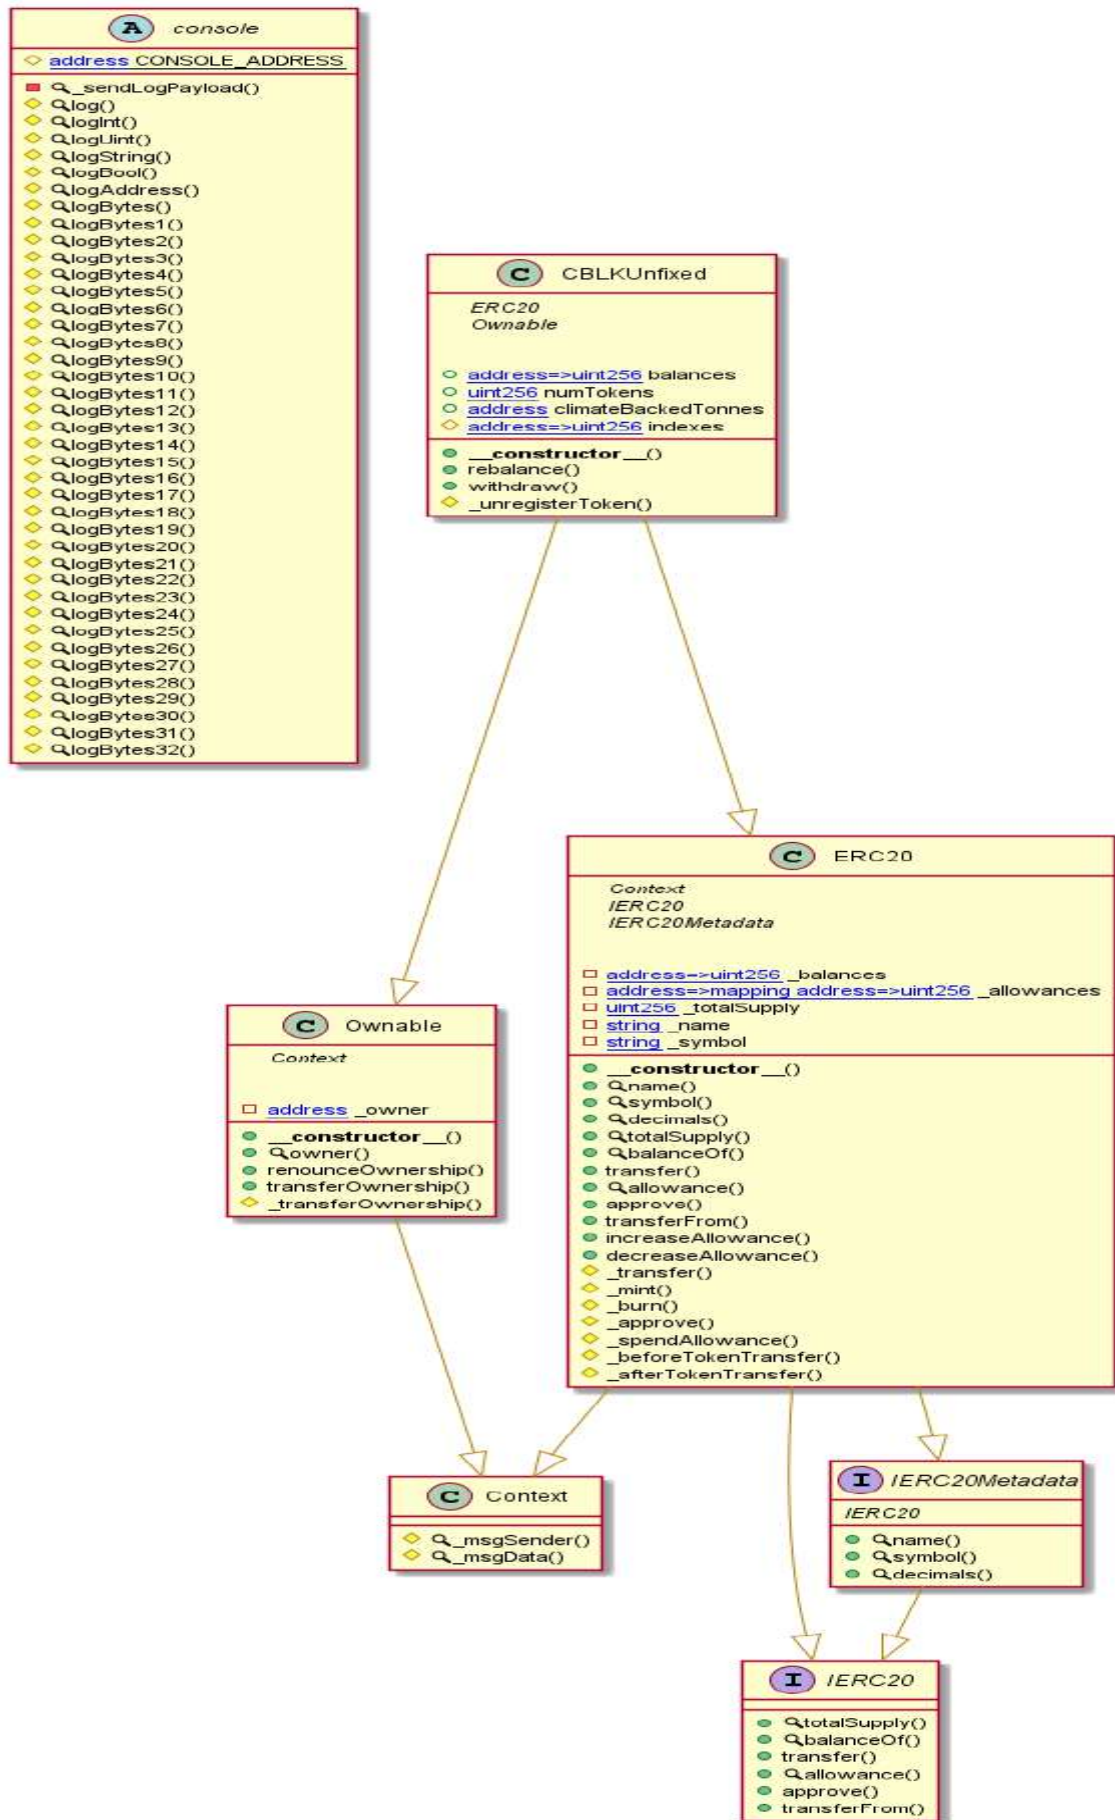 A console
address CONSOLE_ADDRESS
_sendLogPayload()
log()
logInt()
logUint()
logString()
logBool()
logAddress()
logBytes()
logBytes1()
logBytes2()
logBytes3()
logBytes4()
logBytes5()
logBytes6()
logBytes7()
logBytes8()
logBytes9()
logBytes10()
logBytes11()
logBytes12()
logBytes13()
logBytes14()
logBytes15()
logBytes16()
logBytes17()
logBytes18()
logBytes19()
logBytes20()
logBytes21()
logBytes22()
logBytes23()
logBytes24()
logBytes25()
logBytes26()
logBytes27()
logBytes28()
logBytes29()
logBytes30()
logBytes31()
logBytes32()
C CBLKUnfixed
ERC20
Ownable
address=>uint256 balances
uint256 numTokens
address climateBackedTonnes
address=>uint256 indexes
__constructor__()
rebalance()
withdraw()
_unregisterToken()
C ERC20
Context
IERC20
IERC20Metadata
address=>uint256 _balances
address=>mapping address=>uint256 _allowances
uint256 _totalSupply
string _name
string _symbol
__constructor__()
name()
symbol()
decimals()
totalSupply()
balanceOf()
transfer()
allowance()
approve()
transferFrom()
increaseAllowance()
decreaseAllowance()
_transfer()
_mint()
_burn()
_approve()
_spendAllowance()
_beforeTokenTransfer()
_afterTokenTransfer()
C Ownable
Context
address _owner
__constructor__()
owner()
renounceOwnership()
transferOwnership()
_transferOwnership()
C Context
_msgSender()
_msgData()
I IERC20Metadata
IERC20
name()
symbol()
decimals()
I IERC20
totalSupply()
balanceOf()
transfer()
allowance()
approve()
transferFrom()